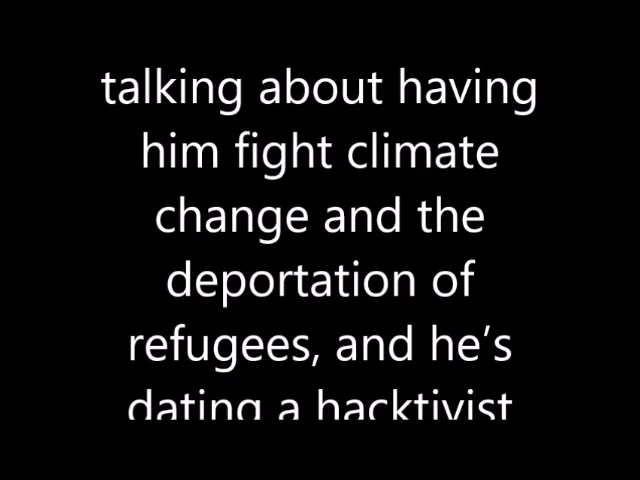 talking about having
him fight climate
change and the
deportation of
refugees, and he’s
dating a hacktivist